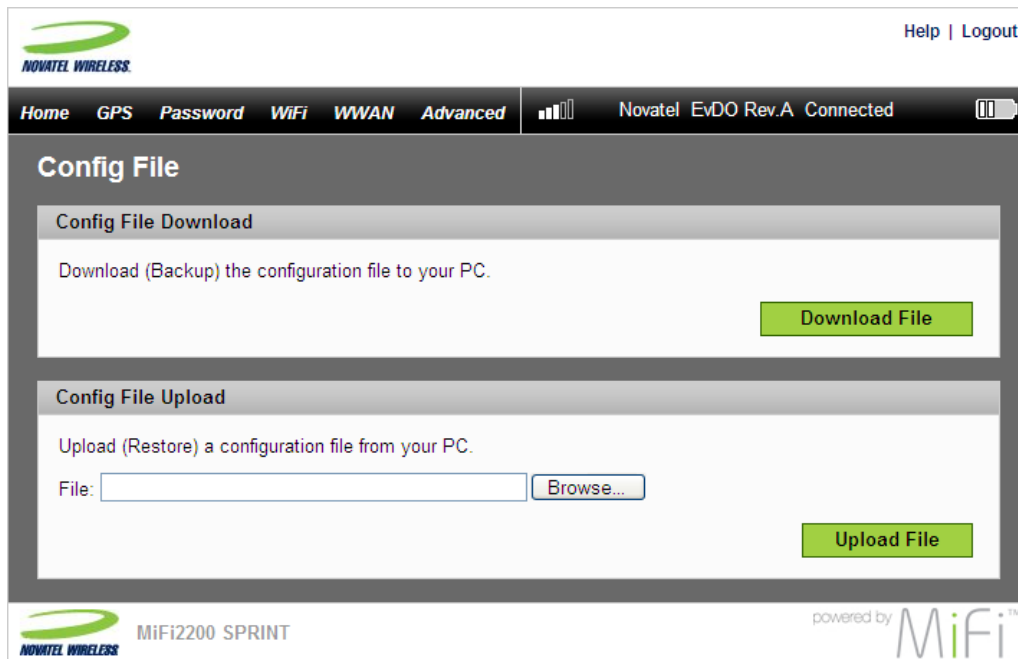 Help | Logout
NOVATEL WIRELESS.
Home GPS Password WiFi WWAN Advanced Novatel EvDO Rev.A Connected
Config File
Config File Download
Download (Backup) the configuration file to your PC.
Download File
Config File Upload
Upload (Restore) a configuration file from your PC.
File: Browse...
Upload File
NOVATEL WIRELESS
MiFi2200 SPRINT
powered by MiFi™